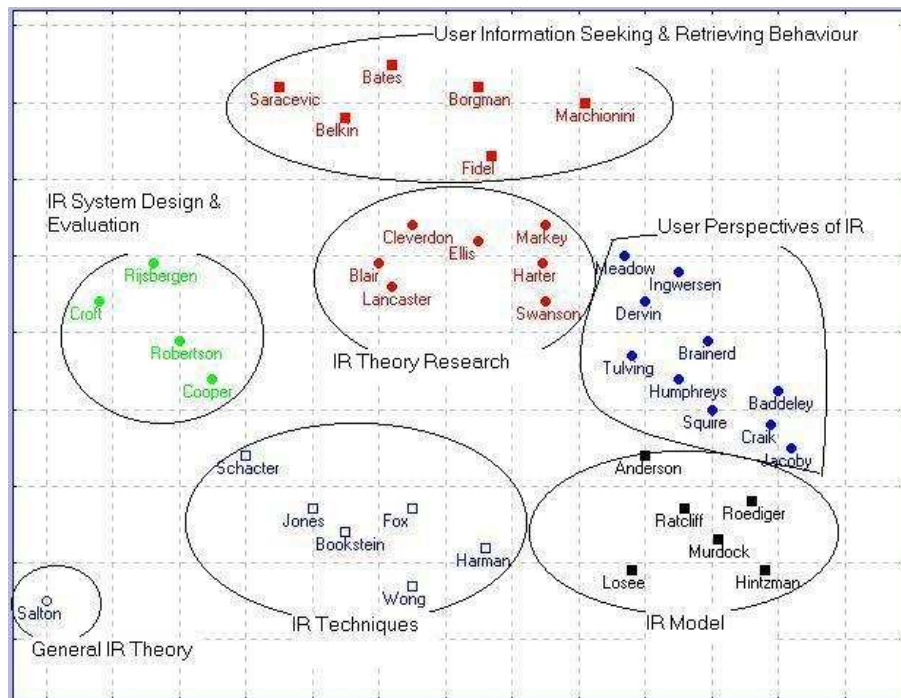 User Information Seeking & Retrieving Behaviour
Bates
Saracevic
Borgman
Marchionini
Belkin
Fidel
IR System Design &
Evaluation
Cleverdon
Markey
Ellis
User Perspectives of IR
Rijsbergen
Blair
Harter
Meadow
Ingwersen
Lancaster
Croft
Swanson
Dervin
Robertson
IR Theory Research
Tulving
Brainerd
Cooper
Humphreys
Baddeley
Squire
Craik
Schacter
Anderson
Jacoby
Jones
Fox
Ratcliff
Roediger
Bookstein
Murdock
Harman
Losee
Hintzman
Wong
Salton
IR Techniques
IR Model
General IR Theory